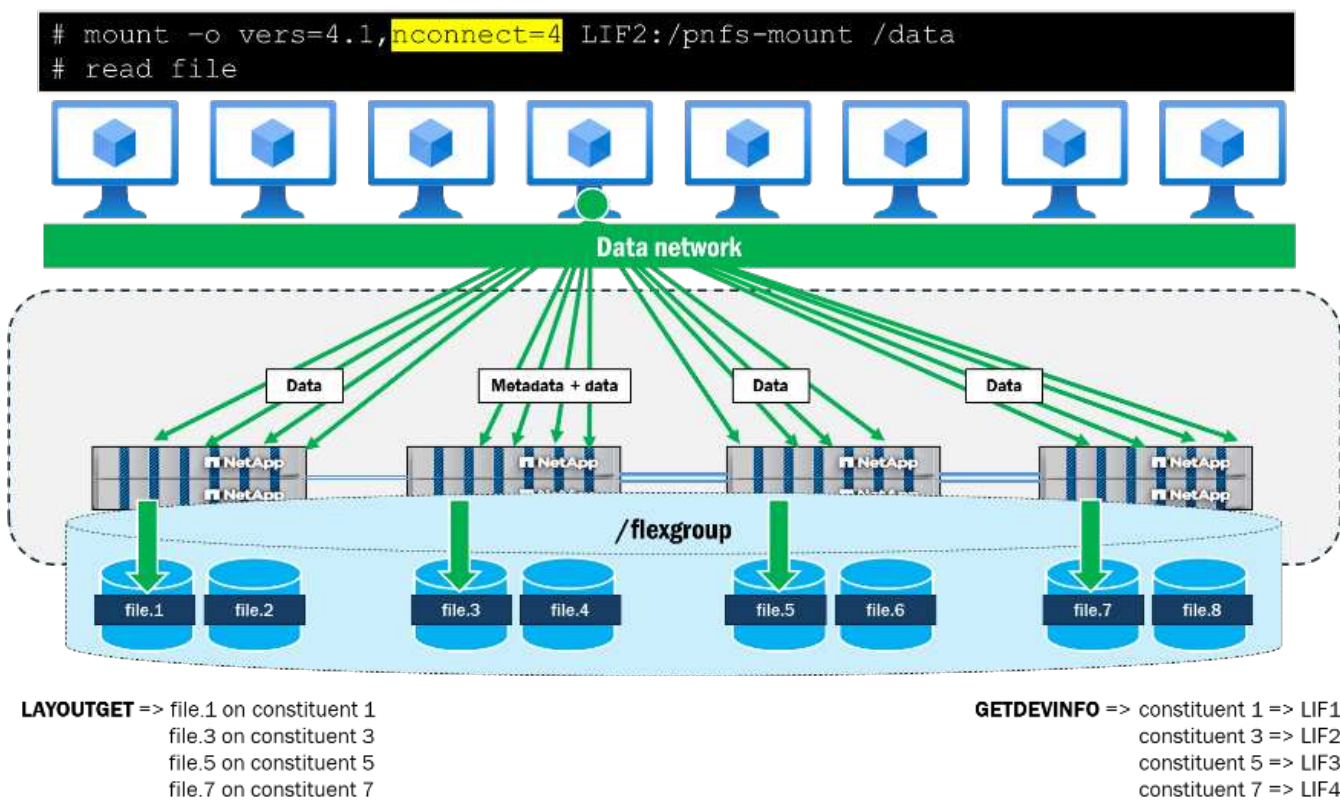 # mount -o vers=4.1,nconnect=4 LIF2:/pnfs-mount /data
# read file
Data network
Data
Metadata + data
Data
Data
NetApp
NetApp
NetApp
NetApp
NetApp
NetApp
NetApp
NetApp
/flexgroup
file.1
file.2
file.3
file.4
file.5
file.6
file.7
file.8
LAYOUTGET => file.1 on constituent 1
file.3 on constituent 3
file.5 on constituent 5
file.7 on constituent 7
GETDEVINFO => constituent 1 => LIF1
constituent 3 => LIF2
constituent 5 => LIF3
constituent 7 => LIF4